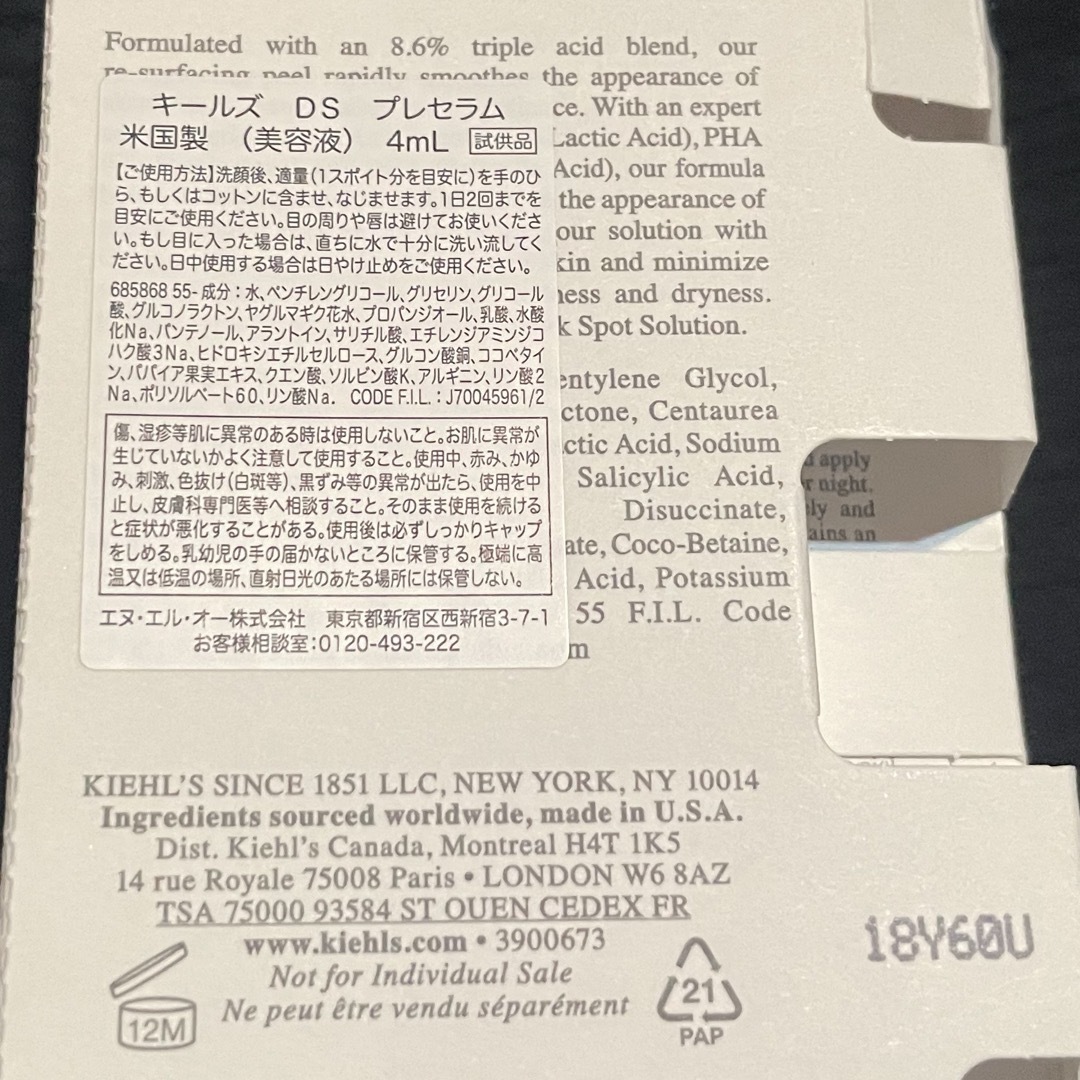 Formulated with an 8.6% triple acid blend, our
re-surfacing peel rapidly smoothes the appearance of
キールズ DS プレセラム
米国製 （美容液） 4mL 試供品
【ご使用方法】洗顔後、適量（1スポイト分を目安に）を手のひ
ら、もしくはコットンに含ませ、なじませます。1日2回までを
目安にご使用ください。目の周りや唇は避けてお使いくださ
い。もし目に入った場合は、直ちに水で十分に洗い流してく
ださい。日中使用する場合は日やけ止めをご使用ください。
685868 55- 成分：水、ペンチレングリコール、グリセリン、グリコール
酸、グルコノラクトン、ヤグルマギク花水、プロパンジオール、乳酸、水酸
化Na、パンテノール、アラントイン、サリチル酸、エチレンジアミンジコ
ハク酸3Na、ヒドロキシエチルセルロース、グルコン酸銅、ココベタイ
ン、パパイア果実エキス、クエン酸、ソルビン酸K、アルギニン、リン酸2
Na、ポリソルベート60、リン酸Na. CODE F.I.L.：J70045961/2
傷、湿疹等肌に異常のある時は使用しないこと。お肌に異常が
生じていないかよく注意して使用すること。使用中、赤み、かゆ
み、刺激、色抜け（白斑等）、黒ずみ等の異常が出たら、使用を中
止し、皮膚科専門医等へ相談すること。そのまま使用を続ける
と症状が悪化することがある。使用後は必ずしっかりキャップ
をしめる。乳幼児の手の届かないところに保管する。極端に高
温又は低温の場所、直射日光のあたる場所には保管しない。
エヌ・エル・オー株式会社 東京都新宿区西新宿3-7-1
お客様相談室：0120-493-222
ce. With an expert
Lactic Acid), PHA
Acid), our formula
the appearance of
our solution with
kin and minimize
ness and dryness.
k Spot Solution.
entylene Glycol,
ctone, Centaurea
ctic Acid, Sodium
Salicylic Acid,
Disuccinate,
ate, Coco-Betaine,
Acid, Potassium
55 F.I.L. Code
m
apply
r night.
ly and
ains an
KIEHL'S SINCE 1851 LLC, NEW YORK, NY 10014
Ingredients sourced worldwide, made in U.S.A.
Dist. Kiehl's Canada, Montreal H4T 1K5
14 rue Royale 75008 Paris • LONDON W6 8AZ
TSA 75000 93584 ST OUEN CEDEX FR
www.kiehls.com • 3900673
Not for Individual Sale
Ne peut être vendu séparément
12M
21
PAP
18Y60U